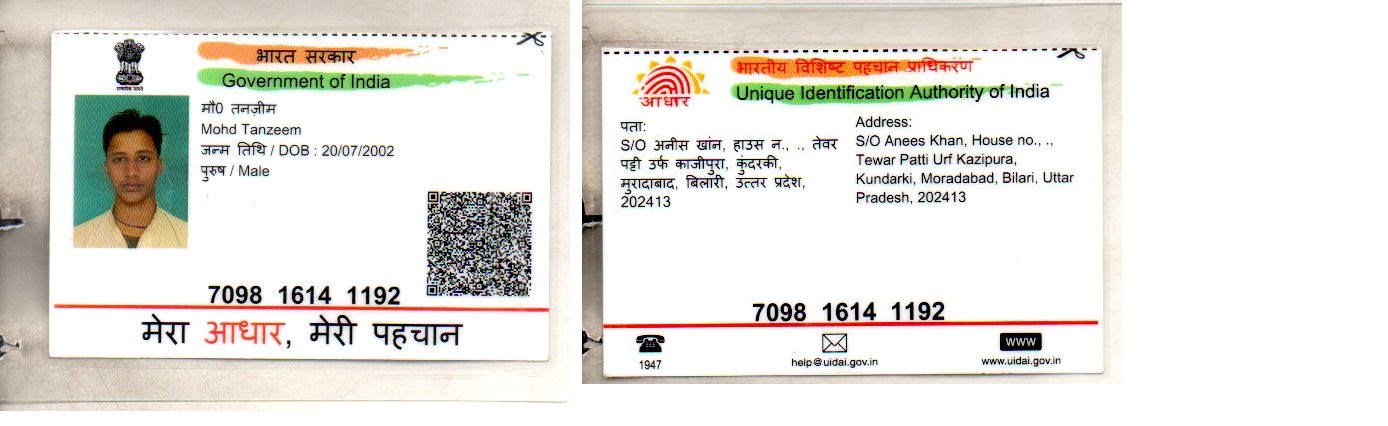 भारत सरकार
Government of India
मौ0 तनज़ीम
Mohd Tanzeem
जन्म तिथि / DOB : 20/07/2002
पुरुष / Male
7098 1614 1192
मेरा आधार, मेरी पहचान
भारतीय विशिष्ट पहचान प्राधिकरण
Unique Identification Authority of India
आधार
पता:
S/O अनीस खांन, हाउस न., ., तेवर
पट्टी उर्फ काजीपुरा, कुंदरकी,
मुरादाबाद, बिलारी, उत्तर प्रदेश,
202413
Address:
S/O Anees Khan, House no., .,
Tewar Patti Urf Kazipura,
Kundarki, Moradabad, Bilari, Uttar
Pradesh, 202413
7098 1614 1192
1947
help@uidai.gov.in
WWW
www.uidai.gov.in